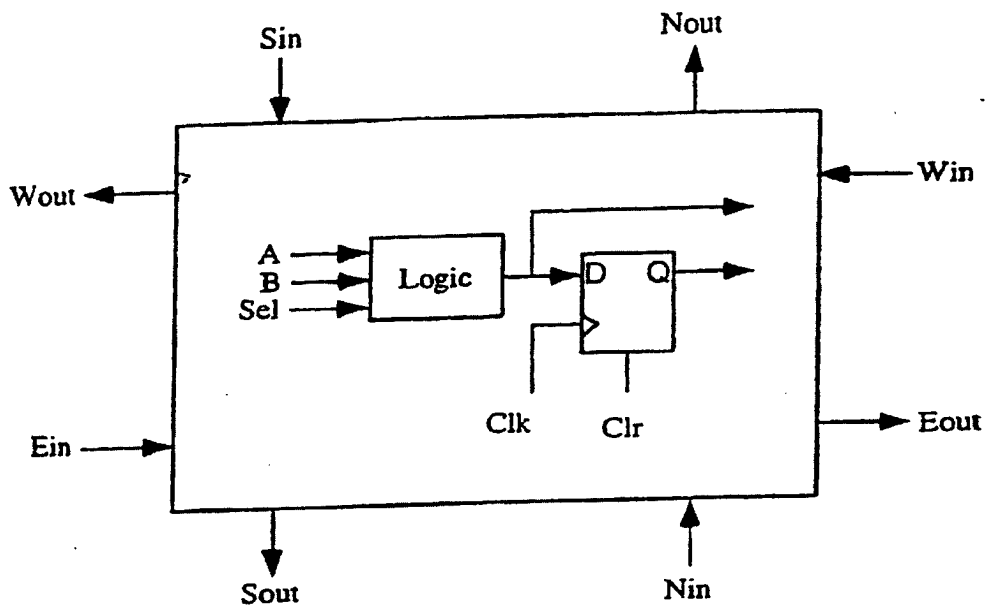 Sin
Nout
Wout
Win
A
B
Sel
Logic
D
Q
Clk
Clr
Ein
Eout
Sout
Nin